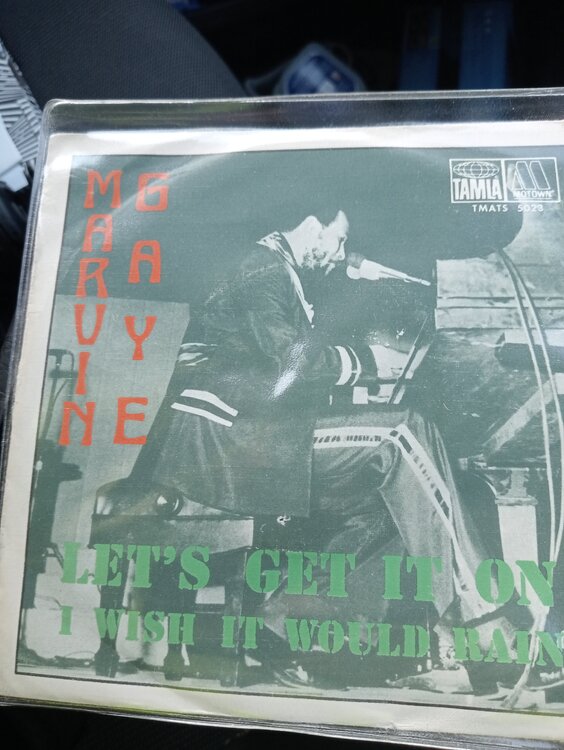 MARVIN
GAYE
TAMLA
MOTOWN
TMATS 5028
LET'S GET IT ON
I WISH IT WOULD RAIN